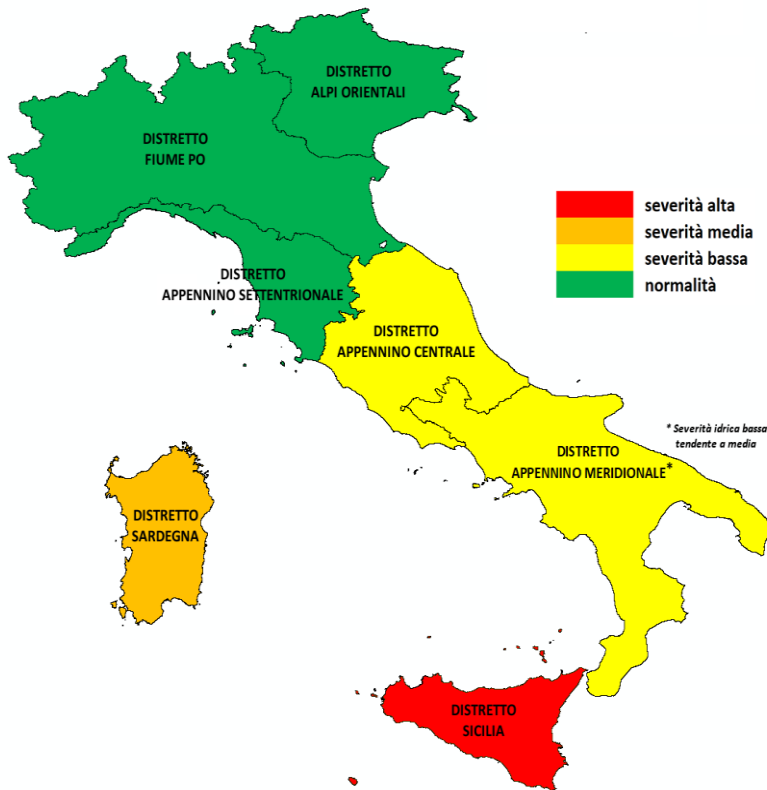 DISTRETTO
ALPI ORIENTALI
DISTRETTO
FIUME PO
severità alta
severità media
severità bassa
normalità
DISTRETTO
APPENNINO SETTENTRIONALE
DISTRETTO
APPENNINO CENTRALE
* Severità idrica bassa
tendente a media
DISTRETTO
APPENNINO MERIDIONALE*
DISTRETTO
SARDEGNA
DISTRETTO
SICILIA